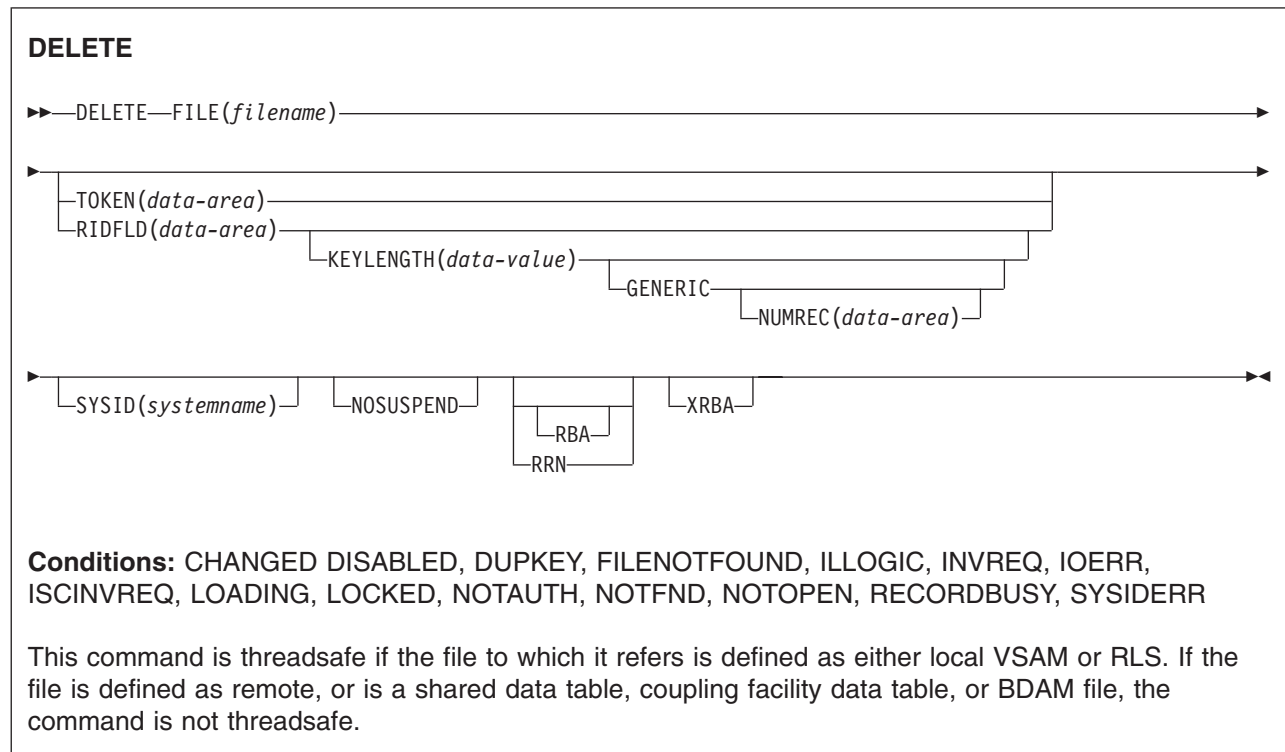 DELETE
DELETE FILE(filename)
TOKEN(data-area)
RIDFLD(data-area)
KEYLENGTH(data-value)
GENERIC
NUMREC(data-area)
SYSID(systemname) NOSUSPEND XRBA
RBA
RRN
Conditions: CHANGED DISABLED, DUPKEY, FILENOTFOUND, ILLOGIC, INVREQ, IOERR,
ISCINVREQ, LOADING, LOCKED, NOTAUTH, NOTFND, NOTOPEN, RECORDBUSY, SYSIDERR
This command is threadsafe if the file to which it refers is defined as either local VSAM or RLS. If the
file is defined as remote, or is a shared data table, coupling facility data table, or BDAM file, the
command is not threadsafe.